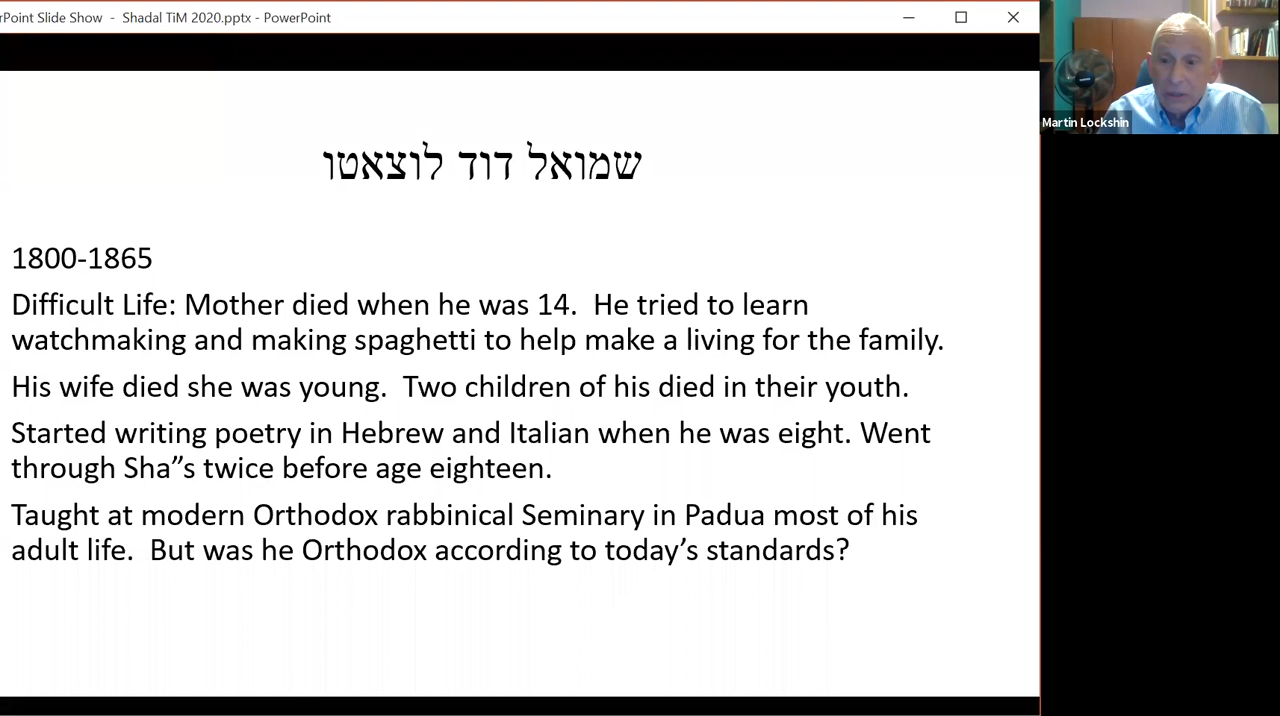 rPoint Slide Show - Shadal TiM 2020.pptx - PowerPoint
Martin Lockshin
שמואל דוד לוצאטו
1800-1865
Difficult Life: Mother died when he was 14.  He tried to learn
watchmaking and making spaghetti to help make a living for the family.
His wife died she was young.  Two children of his died in their youth.
Started writing poetry in Hebrew and Italian when he was eight. Went
through Sha”s twice before age eighteen.
Taught at modern Orthodox rabbinical Seminary in Padua most of his
adult life.  But was he Orthodox according to today’s standards?